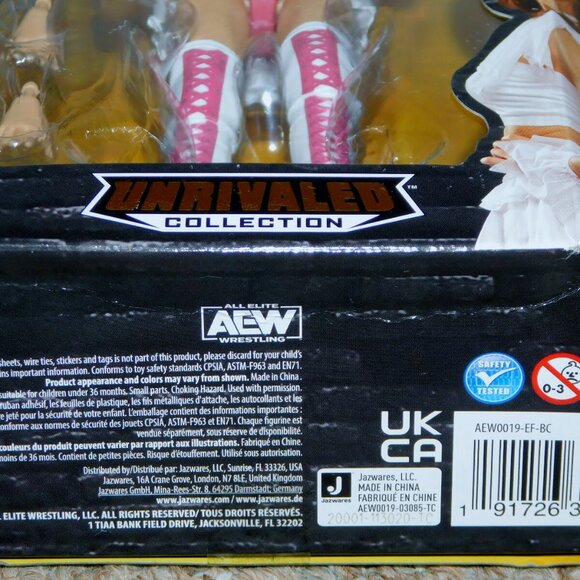 UNRIVALED™
COLLECTION
ALL ELITE
AEW
WRESTLING
sheets, wire ties, stickers and tags is not part of this product, please discard for your child's
ins important information. Conforms to toy safety standards CPSIA, ASTM-F963 and EN71.
Product appearance and colors may vary from shown. Made in China.
suitable for children under 36 months. Small parts. Choking Hazard. Used with permission.
ruban adhésif, les feuilles de plastique, les fils métalliques d'attache, les autocollants et les
jeté pour la sécurité de votre enfant. L'emballage contient des informations importantes :
orme aux normes de sécurité des jouets CPSIA, ASTM-F963 et EN71. Chaque figurine est
vendue séparément, sous réserve de disponibilité.
couleurs du produit peuvent varier par rapport aux illustrations. Fabriqué en Chine.
moins de 36 mois. Contient de petites pièces. Risque d'étouffement. Utilisé sous autorisation.
Distributed by/Distribué par: Jazwares, LLC, Sunrise, FL 33326, USA
Jazwares, 16A Crane Grove, London, N7 8LE, United Kingdom
Jazwares GmbH, Mina-Rees-Str. 8, 64295 Darmstadt; Germany
www.jazwares.com | www.jazwares.de
ELITE WRESTLING, LLC. ALL RIGHTS RESERVED/ TOUS DROITS RÉSERVÉS.
1 TIAA BANK FIELD DRIVE, JACKSONVILLE, FL 32202
SAFETY
TESTED
0-3
UK
CA
Jazwares
Jazwares, LLC.
MADE IN CHINA
FABRIQUÉ EN CHINE
AEW0019-03085-TC
20001-113020-TC
AEW0019-EF-BC
1 91726 3